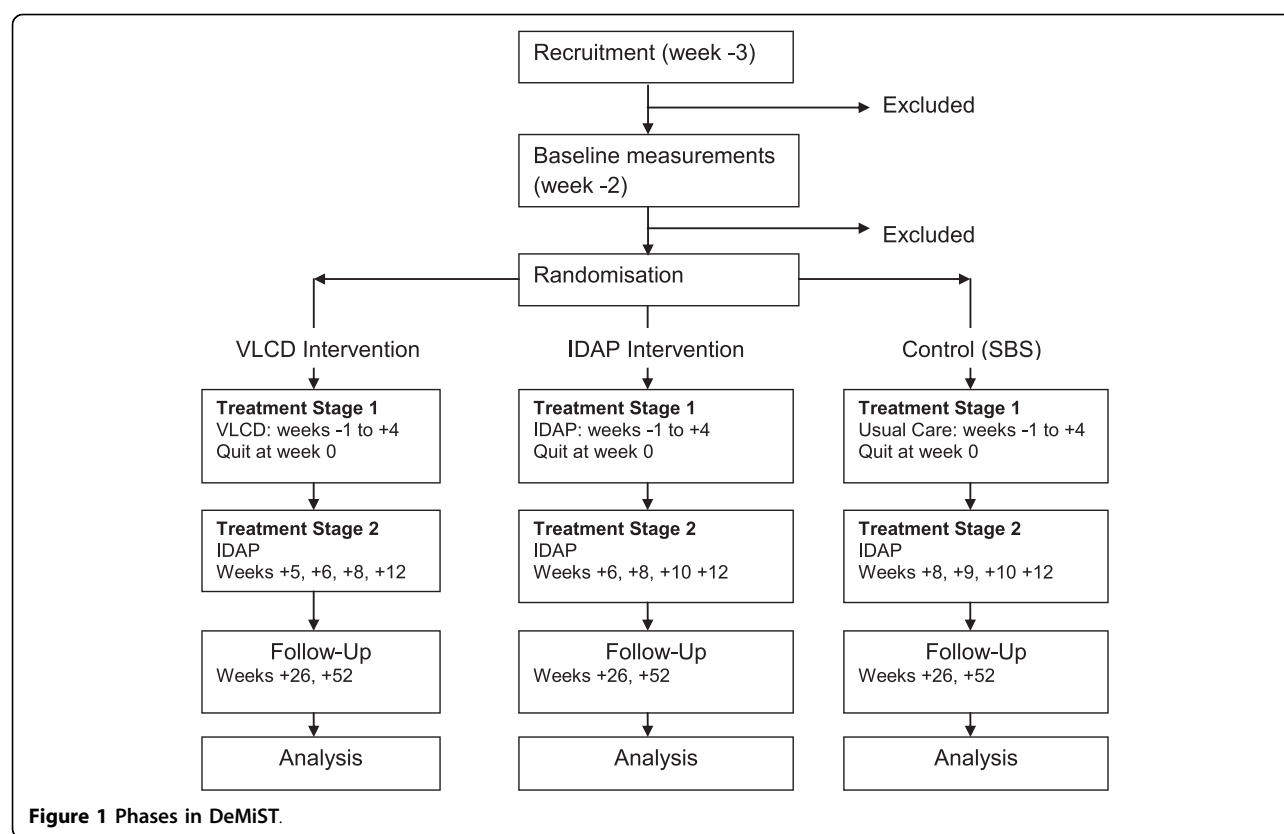 Recruitment (week -3)
Excluded
Baseline measurements
(week -2)
Excluded
Randomisation
VLCD Intervention
IDAP Intervention
Control (SBS)
Treatment Stage 1
VLCD: weeks -1 to +4
Quit at week 0
Treatment Stage 1
IDAP: weeks -1 to +4
Quit at week 0
Treatment Stage 1
Usual Care: weeks -1 to +4
Quit at week 0
Treatment Stage 2
IDAP
Weeks +5, +6, +8, +12
Treatment Stage 2
IDAP
Weeks +6, +8, +10 +12
Treatment Stage 2
IDAP
Weeks +8, +9, +10 +12
Follow-Up
Weeks +26, +52
Follow-Up
Weeks +26, +52
Follow-Up
Weeks +26, +52
Analysis
Analysis
Analysis
Figure 1 Phases in DeMiST.